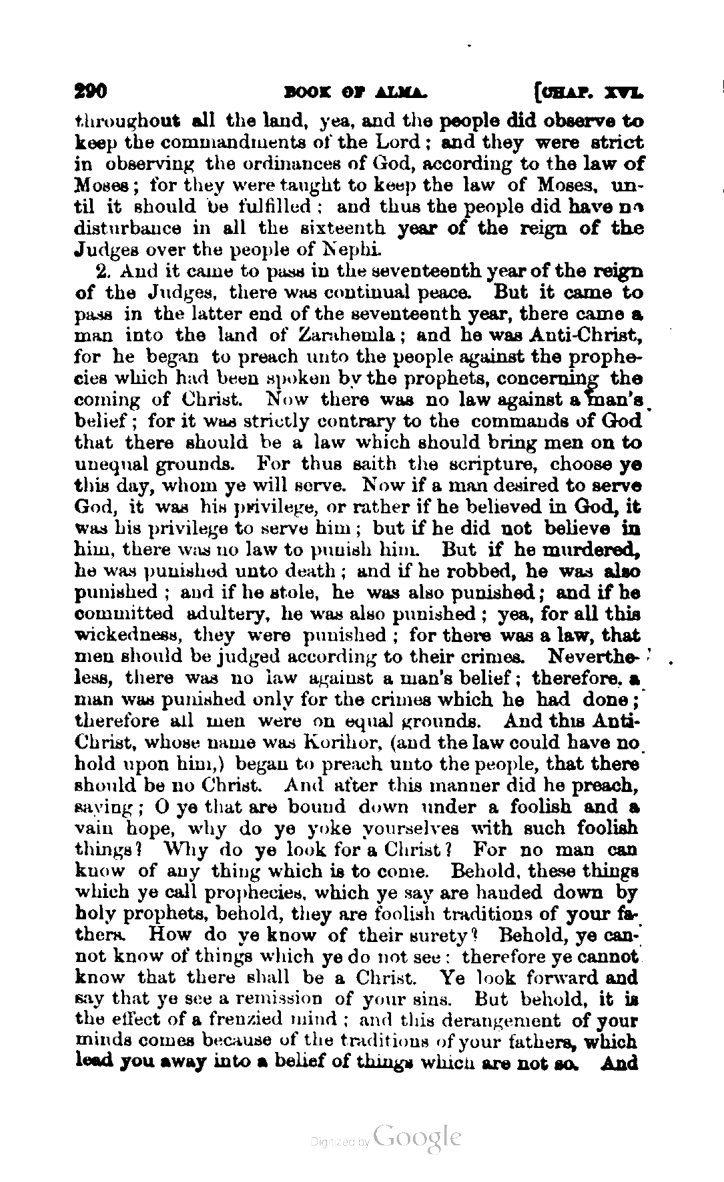 290 BOOK OF ALMA. [CHAP. XVI.
throughout all the land, yea, and the people did observe to
keep the commandments of the Lord; and they were strict
in observing the ordinances of God, according to the law of
Moses; for they were taught to keep the law of Moses, un-
til it should be fulfilled; and thus the people did have no
disturbance in all the sixteenth year of the reign of the
Judges over the people of Nephi.
2. And it came to pass in the seventeenth year of the reign
of the Judges, there was continual peace. But it came to
pass in the latter end of the seventeenth year, there came a
man into the land of Zarahemla; and he was Anti-Christ,
for he began to preach unto the people against the prophe-
cies which had been spoken by the prophets, concerning the
coming of Christ. Now there was no law against a man's
belief; for it was strictly contrary to the commands of God
that there should be a law which should bring men on to
unequal grounds. For thus saith the scripture, choose ye
this day, whom ye will serve. Now if a man desired to serve
God, it was his privilege, or rather if he believed in God, it
was his privilege to serve him; but if he did not believe in
him, there was no law to punish him. But if he murdered,
he was punished unto death; and if he robbed, he was also
punished; and if he stole, he was also punished; and if he
committed adultery, he was also punished; yea, for all this
wickedness, they were punished; for there was a law, that
men should be judged according to their crimes. Neverthe-
less, there was no law against a man's belief; therefore, a
man was punished only for the crimes which he had done;
therefore all men were on equal grounds. And this Anti-
Christ, whose name was Korihor, (and the law could have no
hold upon him,) began to preach unto the people, that there
should be no Christ. And after this manner did he preach,
saying; O ye that are bound down under a foolish and a
vain hope, why do ye yoke yourselves with such foolish
things? Why do ye look for a Christ? For no man can
know of any thing which is to come. Behold, these things
which ye call prophecies, which ye say are handed down by
holy prophets, behold, they are foolish traditions of your fa-
thers. How do ye know of their surety? Behold, ye can-
not know of things which ye do not see; therefore ye cannot
know that there shall be a Christ. Ye look forward and
say that ye see a remission of your sins. But behold, it is
the effect of a frenzied mind; and this derangement of your
minds comes because of the traditions of your fathers, which
lead you away into a belief of things which are not so. And
Digitized by Google